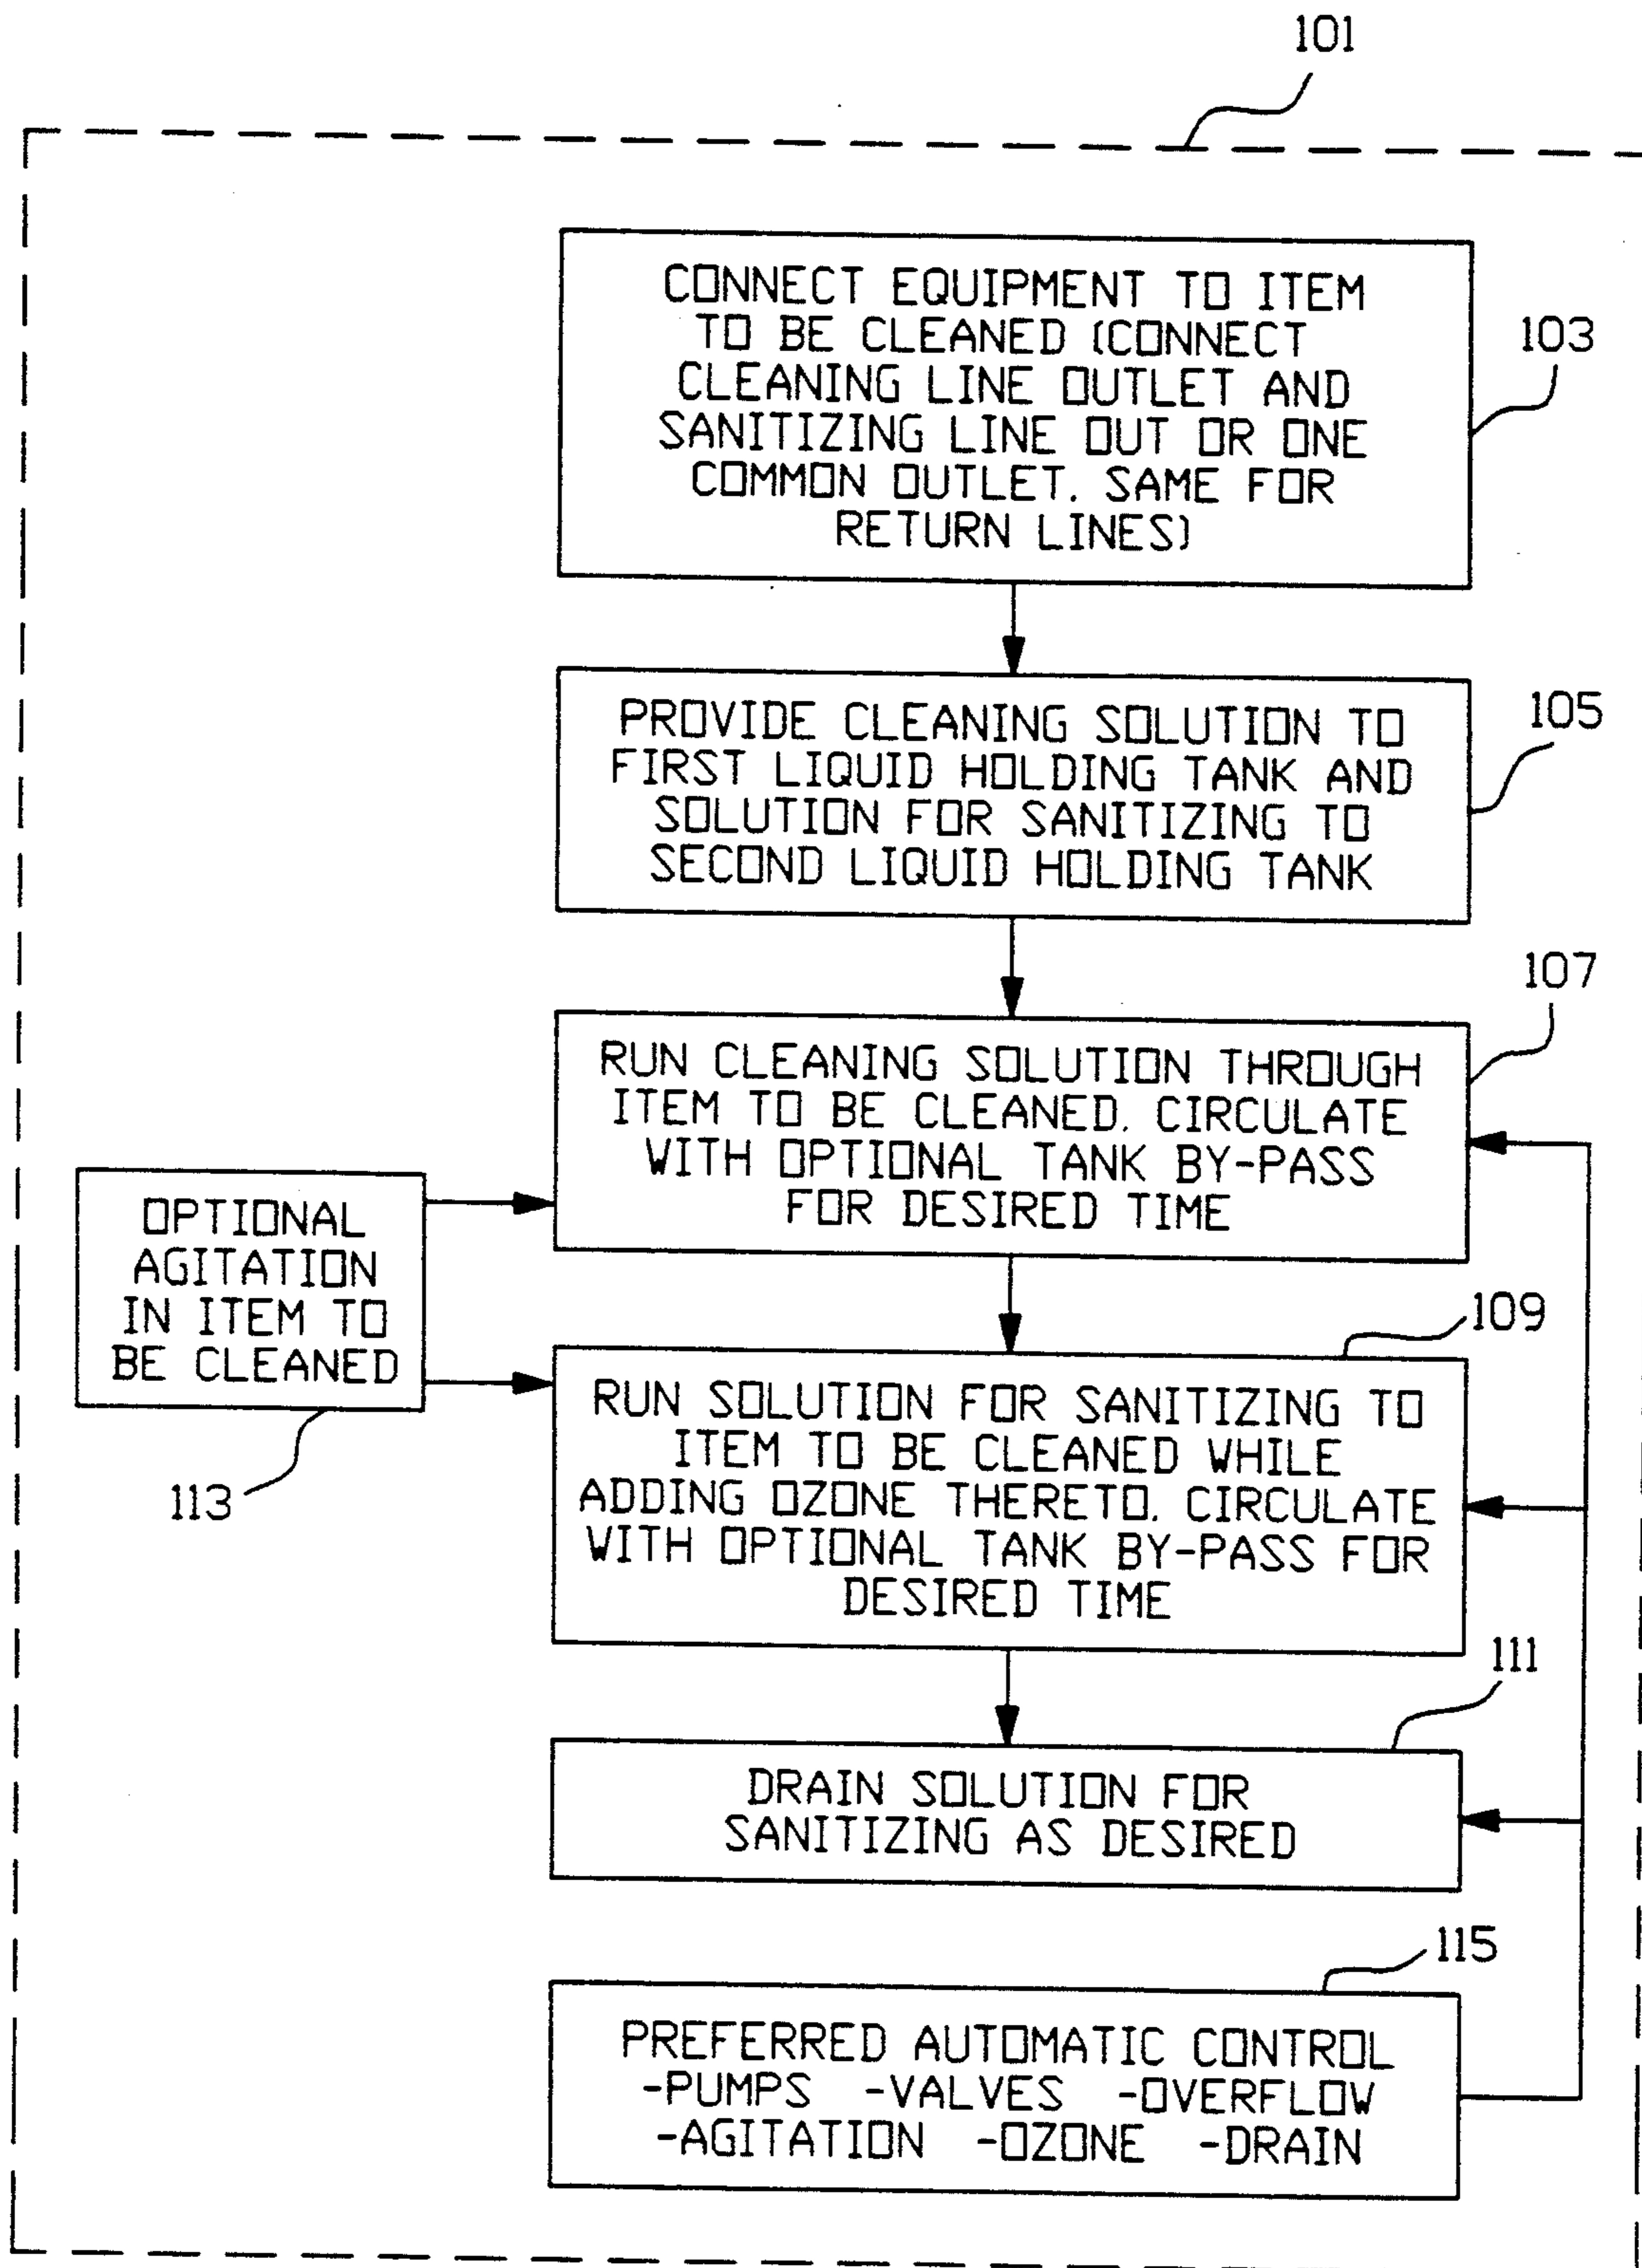 101
CONNECT EQUIPMENT TO ITEM
TO BE CLEANED (CONNECT
CLEANING LINE OUTLET AND
SANITIZING LINE OUT OR ONE
COMMON OUTLET. SAME FOR
RETURN LINES)
103
PROVIDE CLEANING SOLUTION TO
FIRST LIQUID HOLDING TANK AND
SOLUTION FOR SANITIZING TO
SECOND LIQUID HOLDING TANK
105
RUN CLEANING SOLUTION THROUGH
ITEM TO BE CLEANED. CIRCULATE
WITH OPTIONAL TANK BY-PASS
FOR DESIRED TIME
107
OPTIONAL
AGITATION
IN ITEM TO
BE CLEANED
113
RUN SOLUTION FOR SANITIZING TO
ITEM TO BE CLEANED WHILE
ADDING OZONE THERETO. CIRCULATE
WITH OPTIONAL TANK BY-PASS FOR
DESIRED TIME
109
DRAIN SOLUTION FOR
SANITIZING AS DESIRED
111
PREFERRED AUTOMATIC CONTROL
-PUMPS -VALVES -OVERFLOW
-AGITATION -OZONE -DRAIN
115